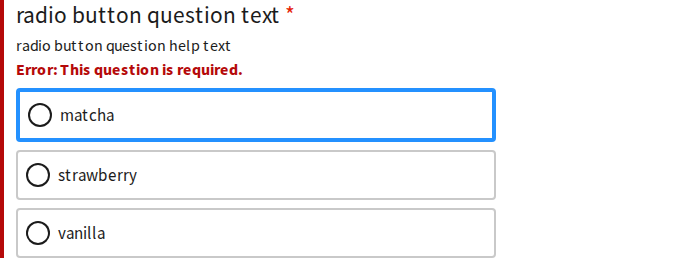 radio button question text *
radio button question help text
Error: This question is required.
matcha
strawberry
vanilla